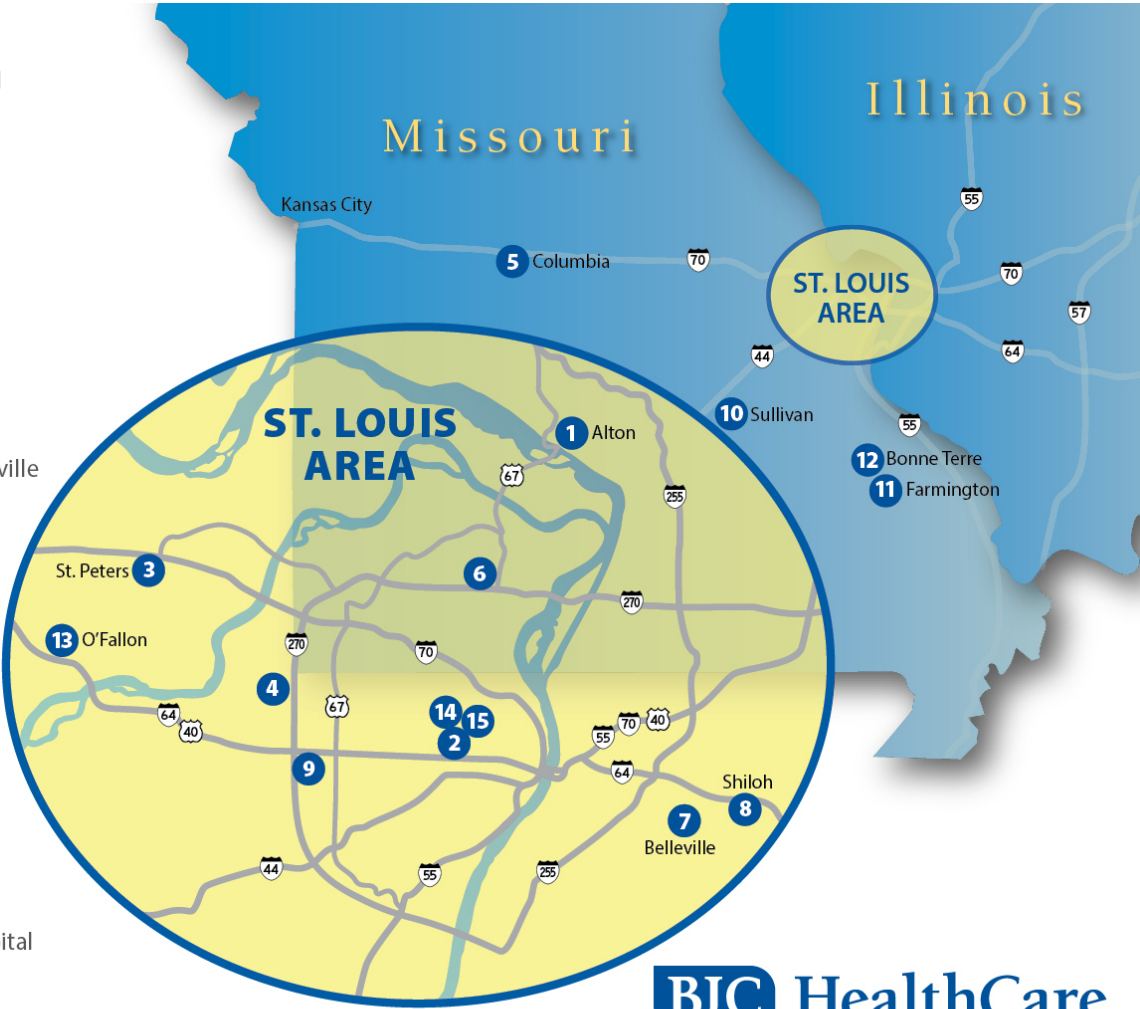 Missouri
Illinois
Kansas City
55
5 Columbia
70
70
ST. LOUIS
AREA
57
44
64
10 Sullivan
55
12 Bonne Terre
11 Farmington
ST. LOUIS
AREA
1 Alton
67
255
ville
St. Peters 3
6
270
13 O'Fallon
270
70
4
67
14
15
64
40
2
55
70
40
9
64
Shiloh
8
7
Belleville
44
55
255
ital
BJC HealthCare